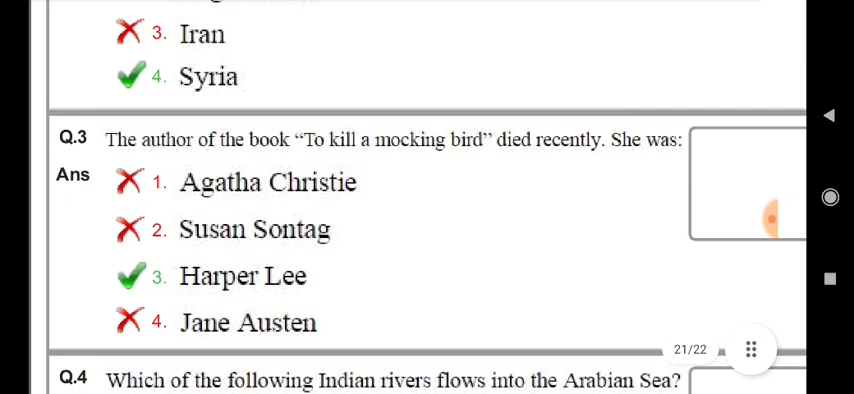 3. Iran
4. Syria
Q.3 The author of the book “To kill a mocking bird” died recently. She was:
Ans 1. Agatha Christie
2. Susan Sontag
3. Harper Lee
4. Jane Austen
21/22
Q.4 Which of the following Indian rivers flows into the Arabian Sea?